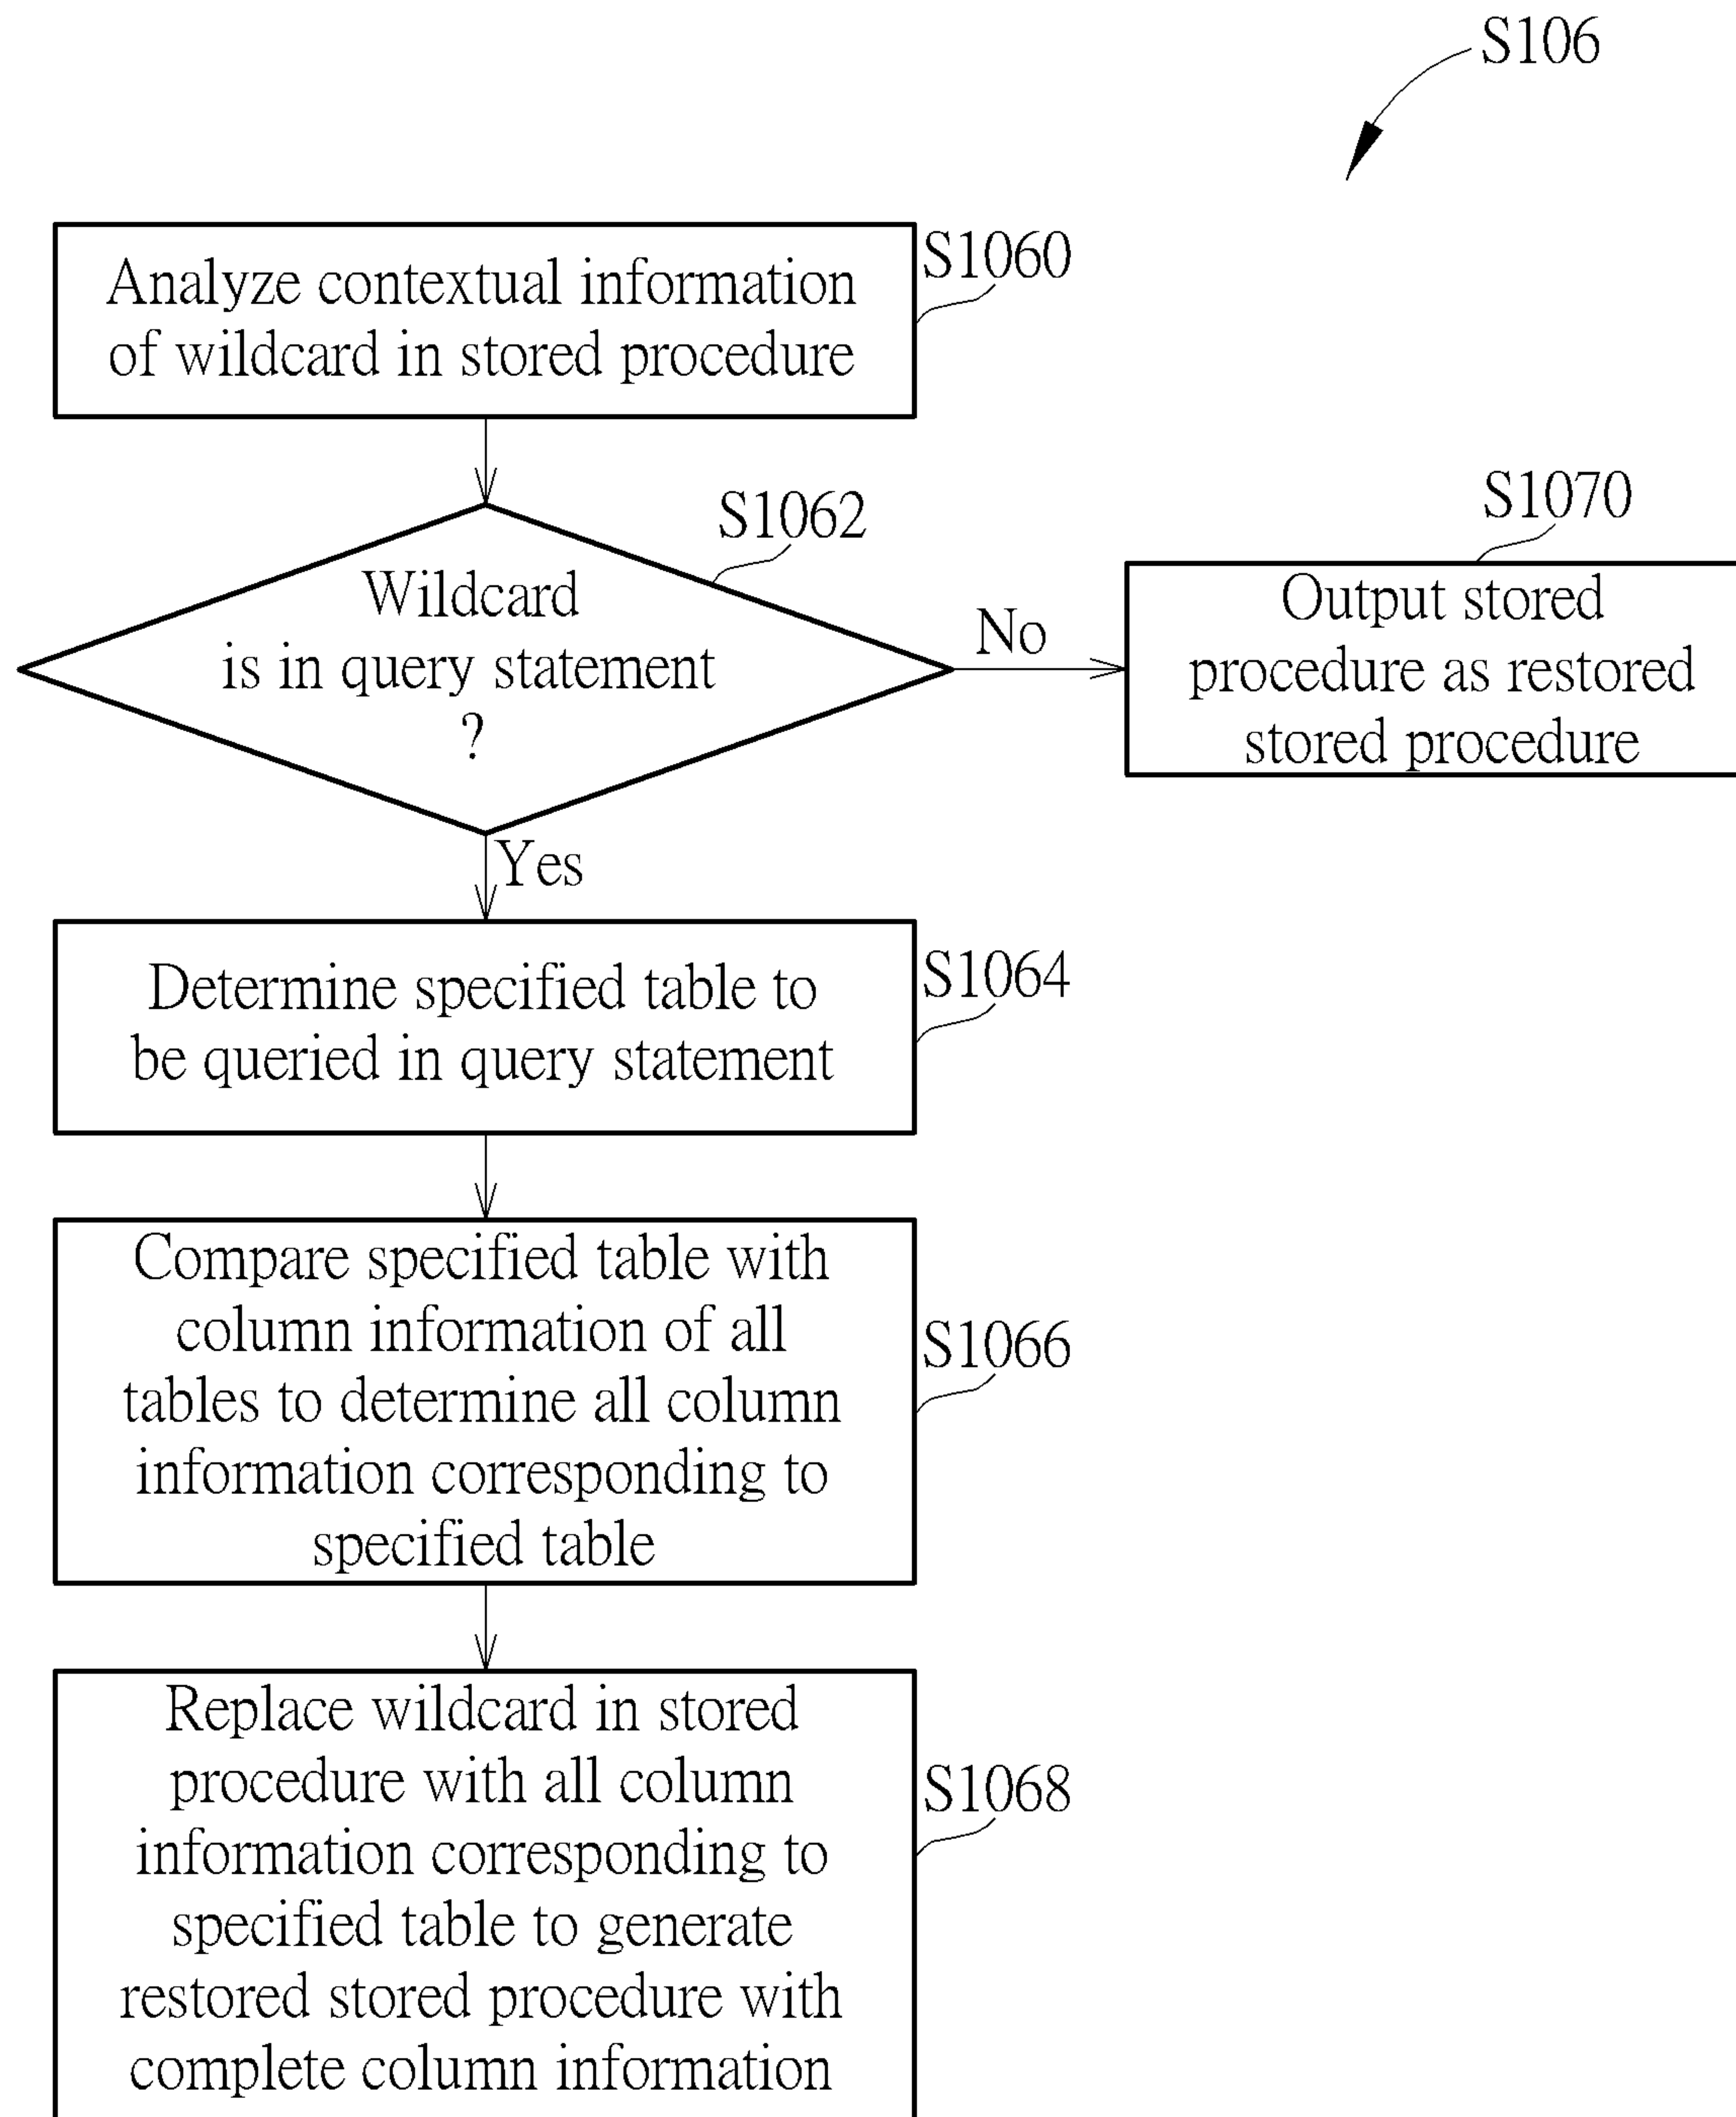 S106
S1060
Analyze contextual information
of wildcard in stored procedure
S1062
Wildcard
is in query statement
?
No
S1070
Output stored
procedure as restored
stored procedure
Yes
S1064
Determine specified table to
be queried in query statement
S1066
Compare specified table with
column information of all
tables to determine all column
information corresponding to
specified table
S1068
Replace wildcard in stored
procedure with all column
information corresponding to
specified table to generate
restored stored procedure with
complete column information